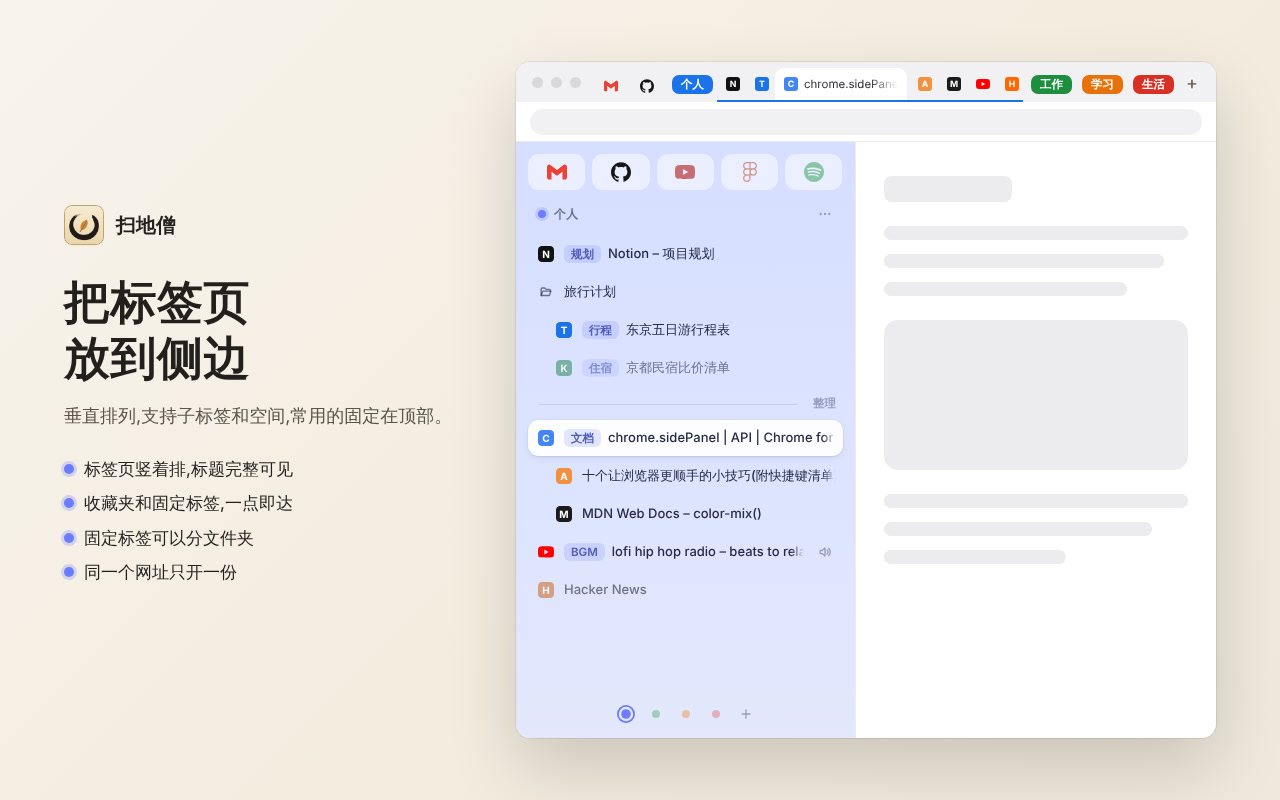 扫地僧
把标签页
放到侧边
垂直排列,支持子标签和空间,常用的固定在顶部。
标签页竖着排,标题完整可见
收藏夹和固定标签,一点即达
固定标签可以分文件夹
同一个网址只开一份
个人 N T C chrome.sidePane A M H 工作 学习 生活 +
个人 ...
N 规划 Notion – 项目规划
旅行计划
T 行程 东京五日游行程表
K 住宿 京都民宿比价清单
整理
C 文档 chrome.sidePanel | API | Chrome for
A 十个让浏览器更顺手的小技巧(附快捷键清单
M MDN Web Docs – color-mix()
BGM lofi hip hop radio – beats to rela
H Hacker News
+